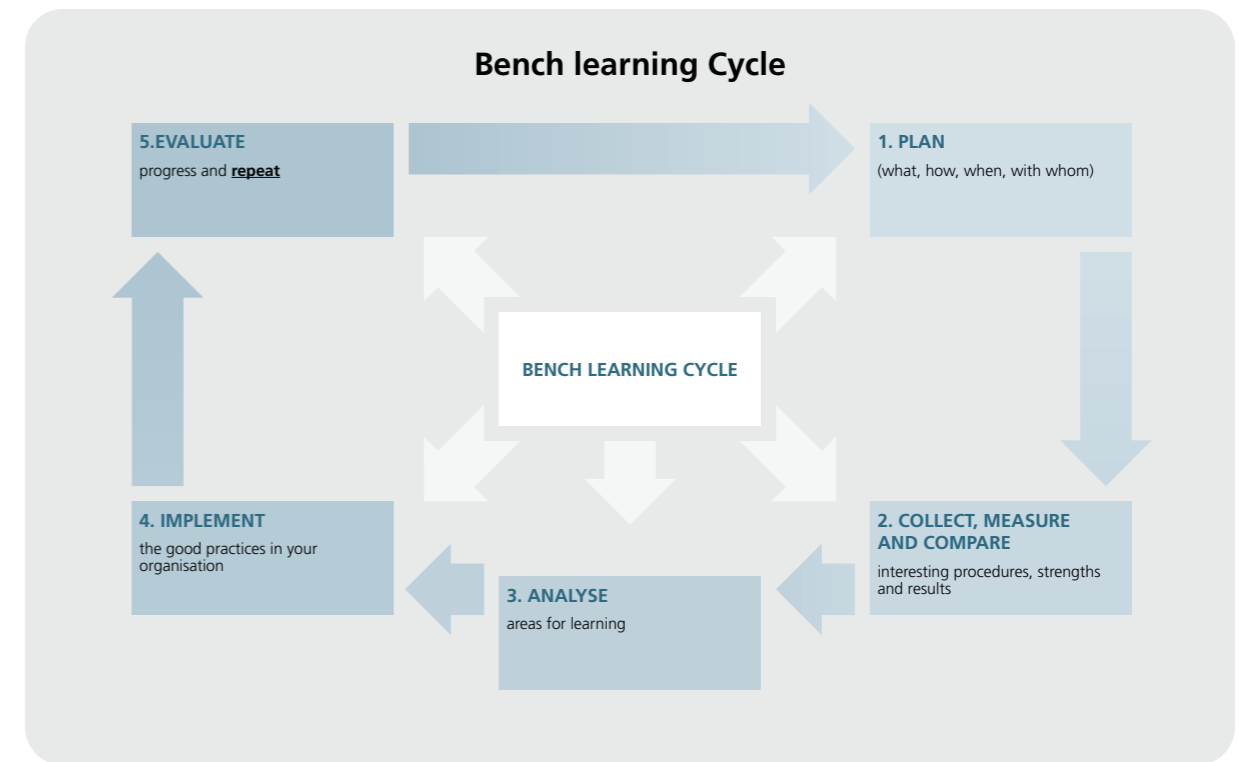 Bench learning Cycle
5.EVALUATE
progress and repeat
1. PLAN
(what, how, when, with whom)
BENCH LEARNING CYCLE
4. IMPLEMENT
the good practices in your
organisation
2. COLLECT, MEASURE
AND COMPARE
interesting procedures, strengths
and results
3. ANALYSE
areas for learning